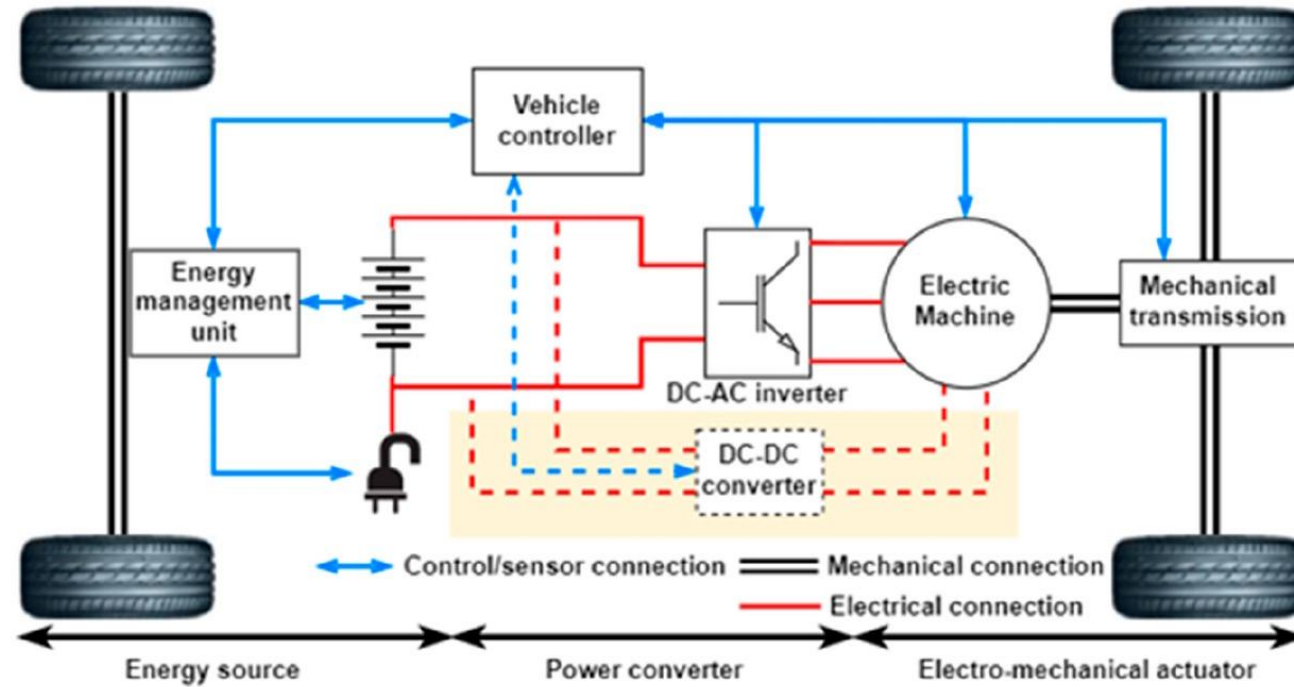 Vehicle
controller
Energy
management
unit
Electric
Machine
Mechanical
transmission
DC-AC inverter
DC-DC
converter
Control/sensor connection
Mechanical connection
Electrical connection
Energy source
Power converter
Electro-mechanical actuator